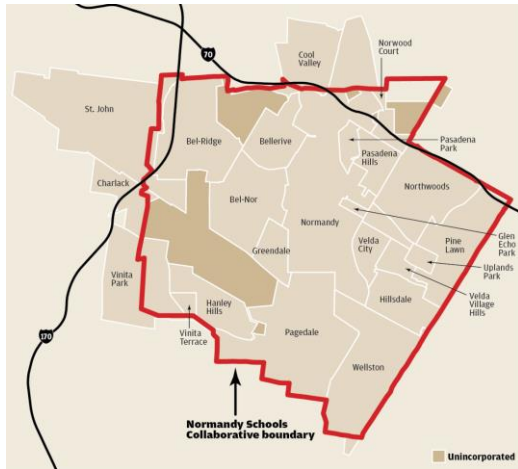 Cool
Valley
Norwood
Court
70
St. John
Bel-Ridge
Bellerive
Pasadena
Park
Pasadena
Hills
Charlack
Northwoods
Bel-Nor
Normandy
Glen
Echo
Park
Greendale
Velda
City
Pine
Lawn
Uplands
Park
Vinita
Park
Hanley
Hills
Hillsdale
Velda
Village
Hills
Vinita
Terrace
Pagedale
170
Wellston
Normandy Schools
Collaborative boundary
Unincorporated